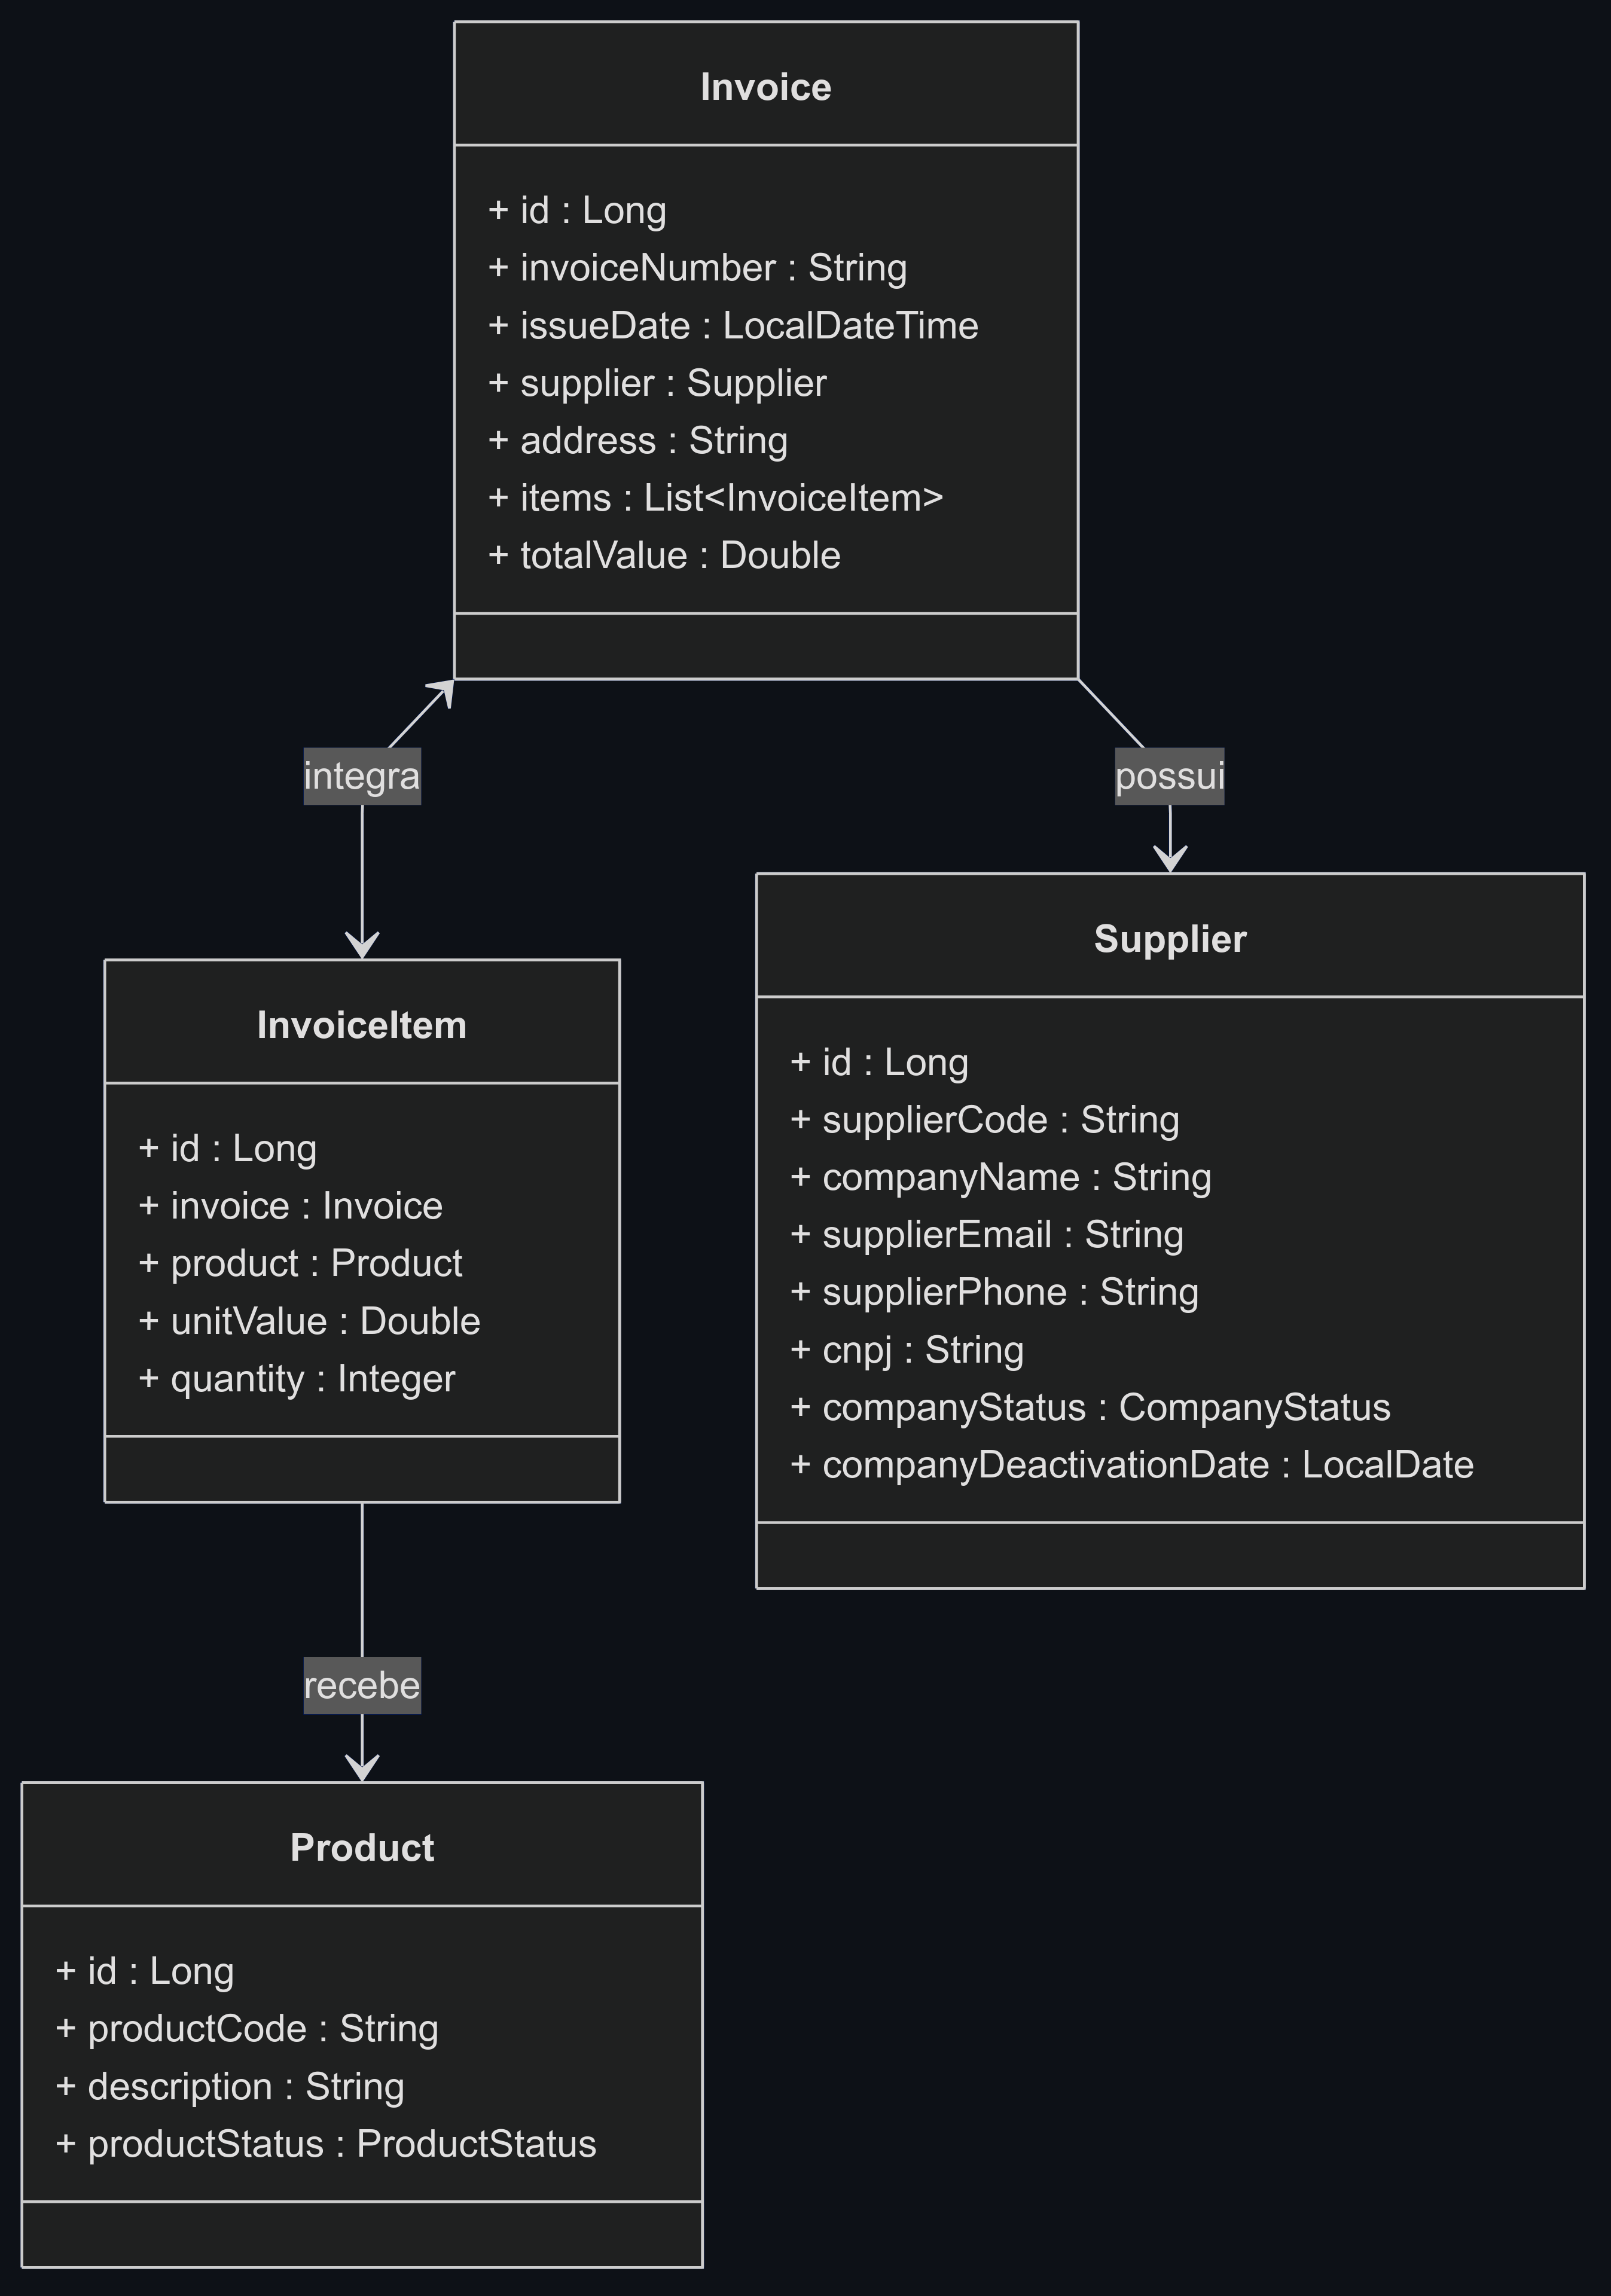 Invoice
+ id : Long
+ invoiceNumber : String
+ issueDate : LocalDateTime
+ supplier : Supplier
+ address : String
+ items : List<InvoiceItem>
+ totalValue : Double
integra
possui
InvoiceItem
+ id : Long
+ invoice : Invoice
+ product : Product
+ unitValue : Double
+ quantity : Integer
Supplier
+ id : Long
+ supplierCode : String
+ companyName : String
+ supplierEmail : String
+ supplierPhone : String
+ cnpj : String
+ companyStatus : CompanyStatus
+ companyDeactivationDate : LocalDate
recebe
Product
+ id : Long
+ productCode : String
+ description : String
+ productStatus : ProductStatus